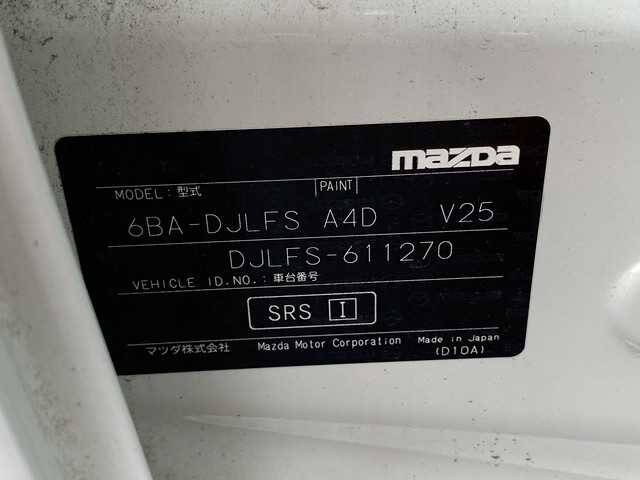 mazda
MODEL:型式 PAINT
6BA-DJLFS A4D V25
DJLFS-611270
VEHICLE ID.NO.:車台番号
SRS I
マツダ株式会社 Mazda Motor Corporation Made in Japan
(D10A)